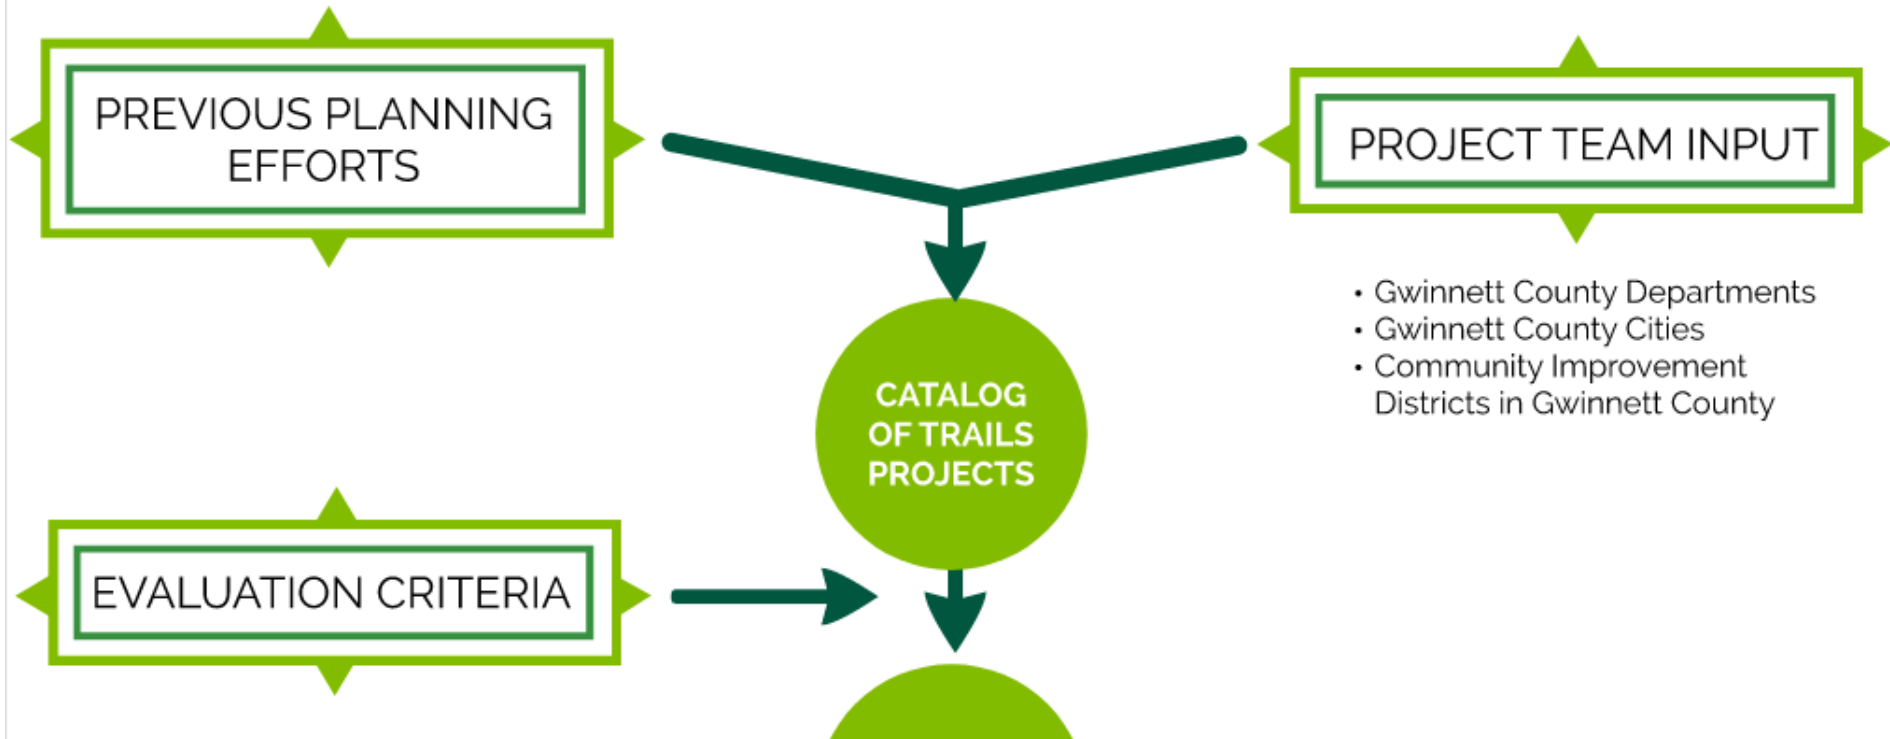 PREVIOUS PLANNING
EFFORTS
PROJECT TEAM INPUT
• Gwinnett County Departments
• Gwinnett County Cities
• Community Improvement
Districts in Gwinnett County
CATALOG
OF TRAILS
PROJECTS
EVALUATION CRITERIA